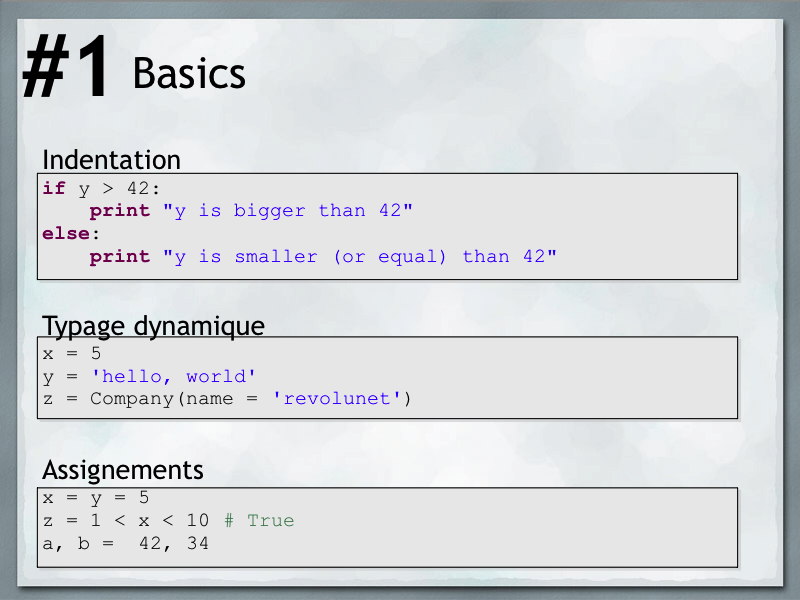 #1 Basics
Indentation
if y > 42:
    print "y is bigger than 42"
else:
    print "y is smaller (or equal) than 42"
Typage dynamique
x = 5
y = 'hello, world'
z = Company(name = 'revolunet')
Assignements
x = y = 5
z = 1 < x < 10 # True
a, b =  42, 34